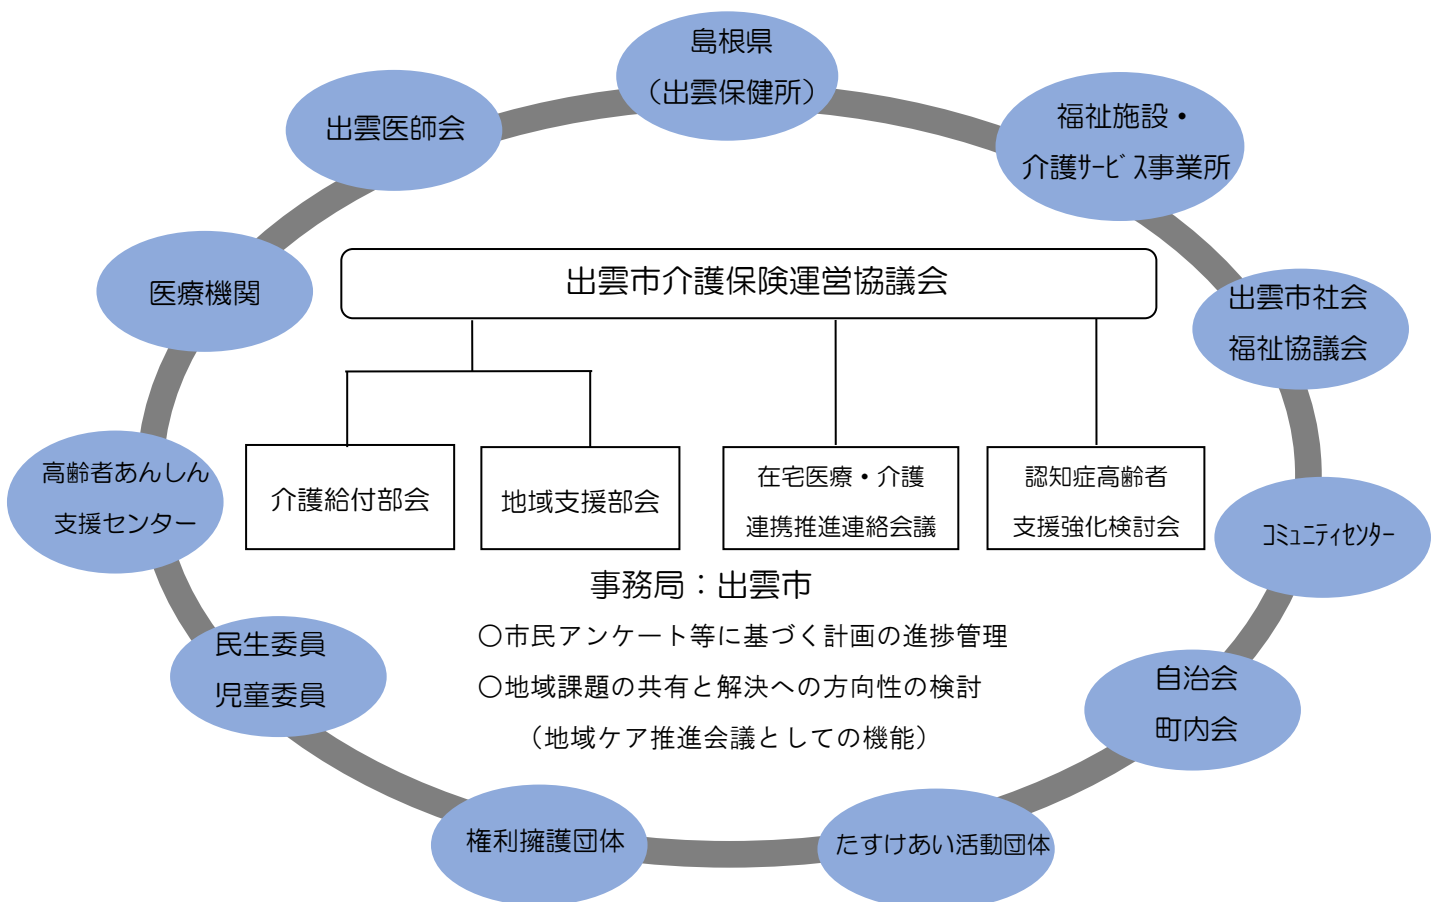 島根県
（出雲保健所）
出雲医師会
福祉施設・
介護ｻｰﾋﾞｽ事業所
医療機関
出雲市介護保険運営協議会
出雲市社会
福祉協議会
高齢者あんしん
支援センター
介護給付部会
地域支援部会
在宅医療・介護
連携推進連絡会議
認知症高齢者
支援強化検討会
ｺﾐｭﾆﾃｨｾﾝﾀｰ
事務局：出雲市
〇市民アンケート等に基づく計画の進捗管理
〇地域課題の共有と解決への方向性の検討
（地域ケア推進会議としての機能）
民生委員
児童委員
自治会
町内会
権利擁護団体
たすけあい活動団体